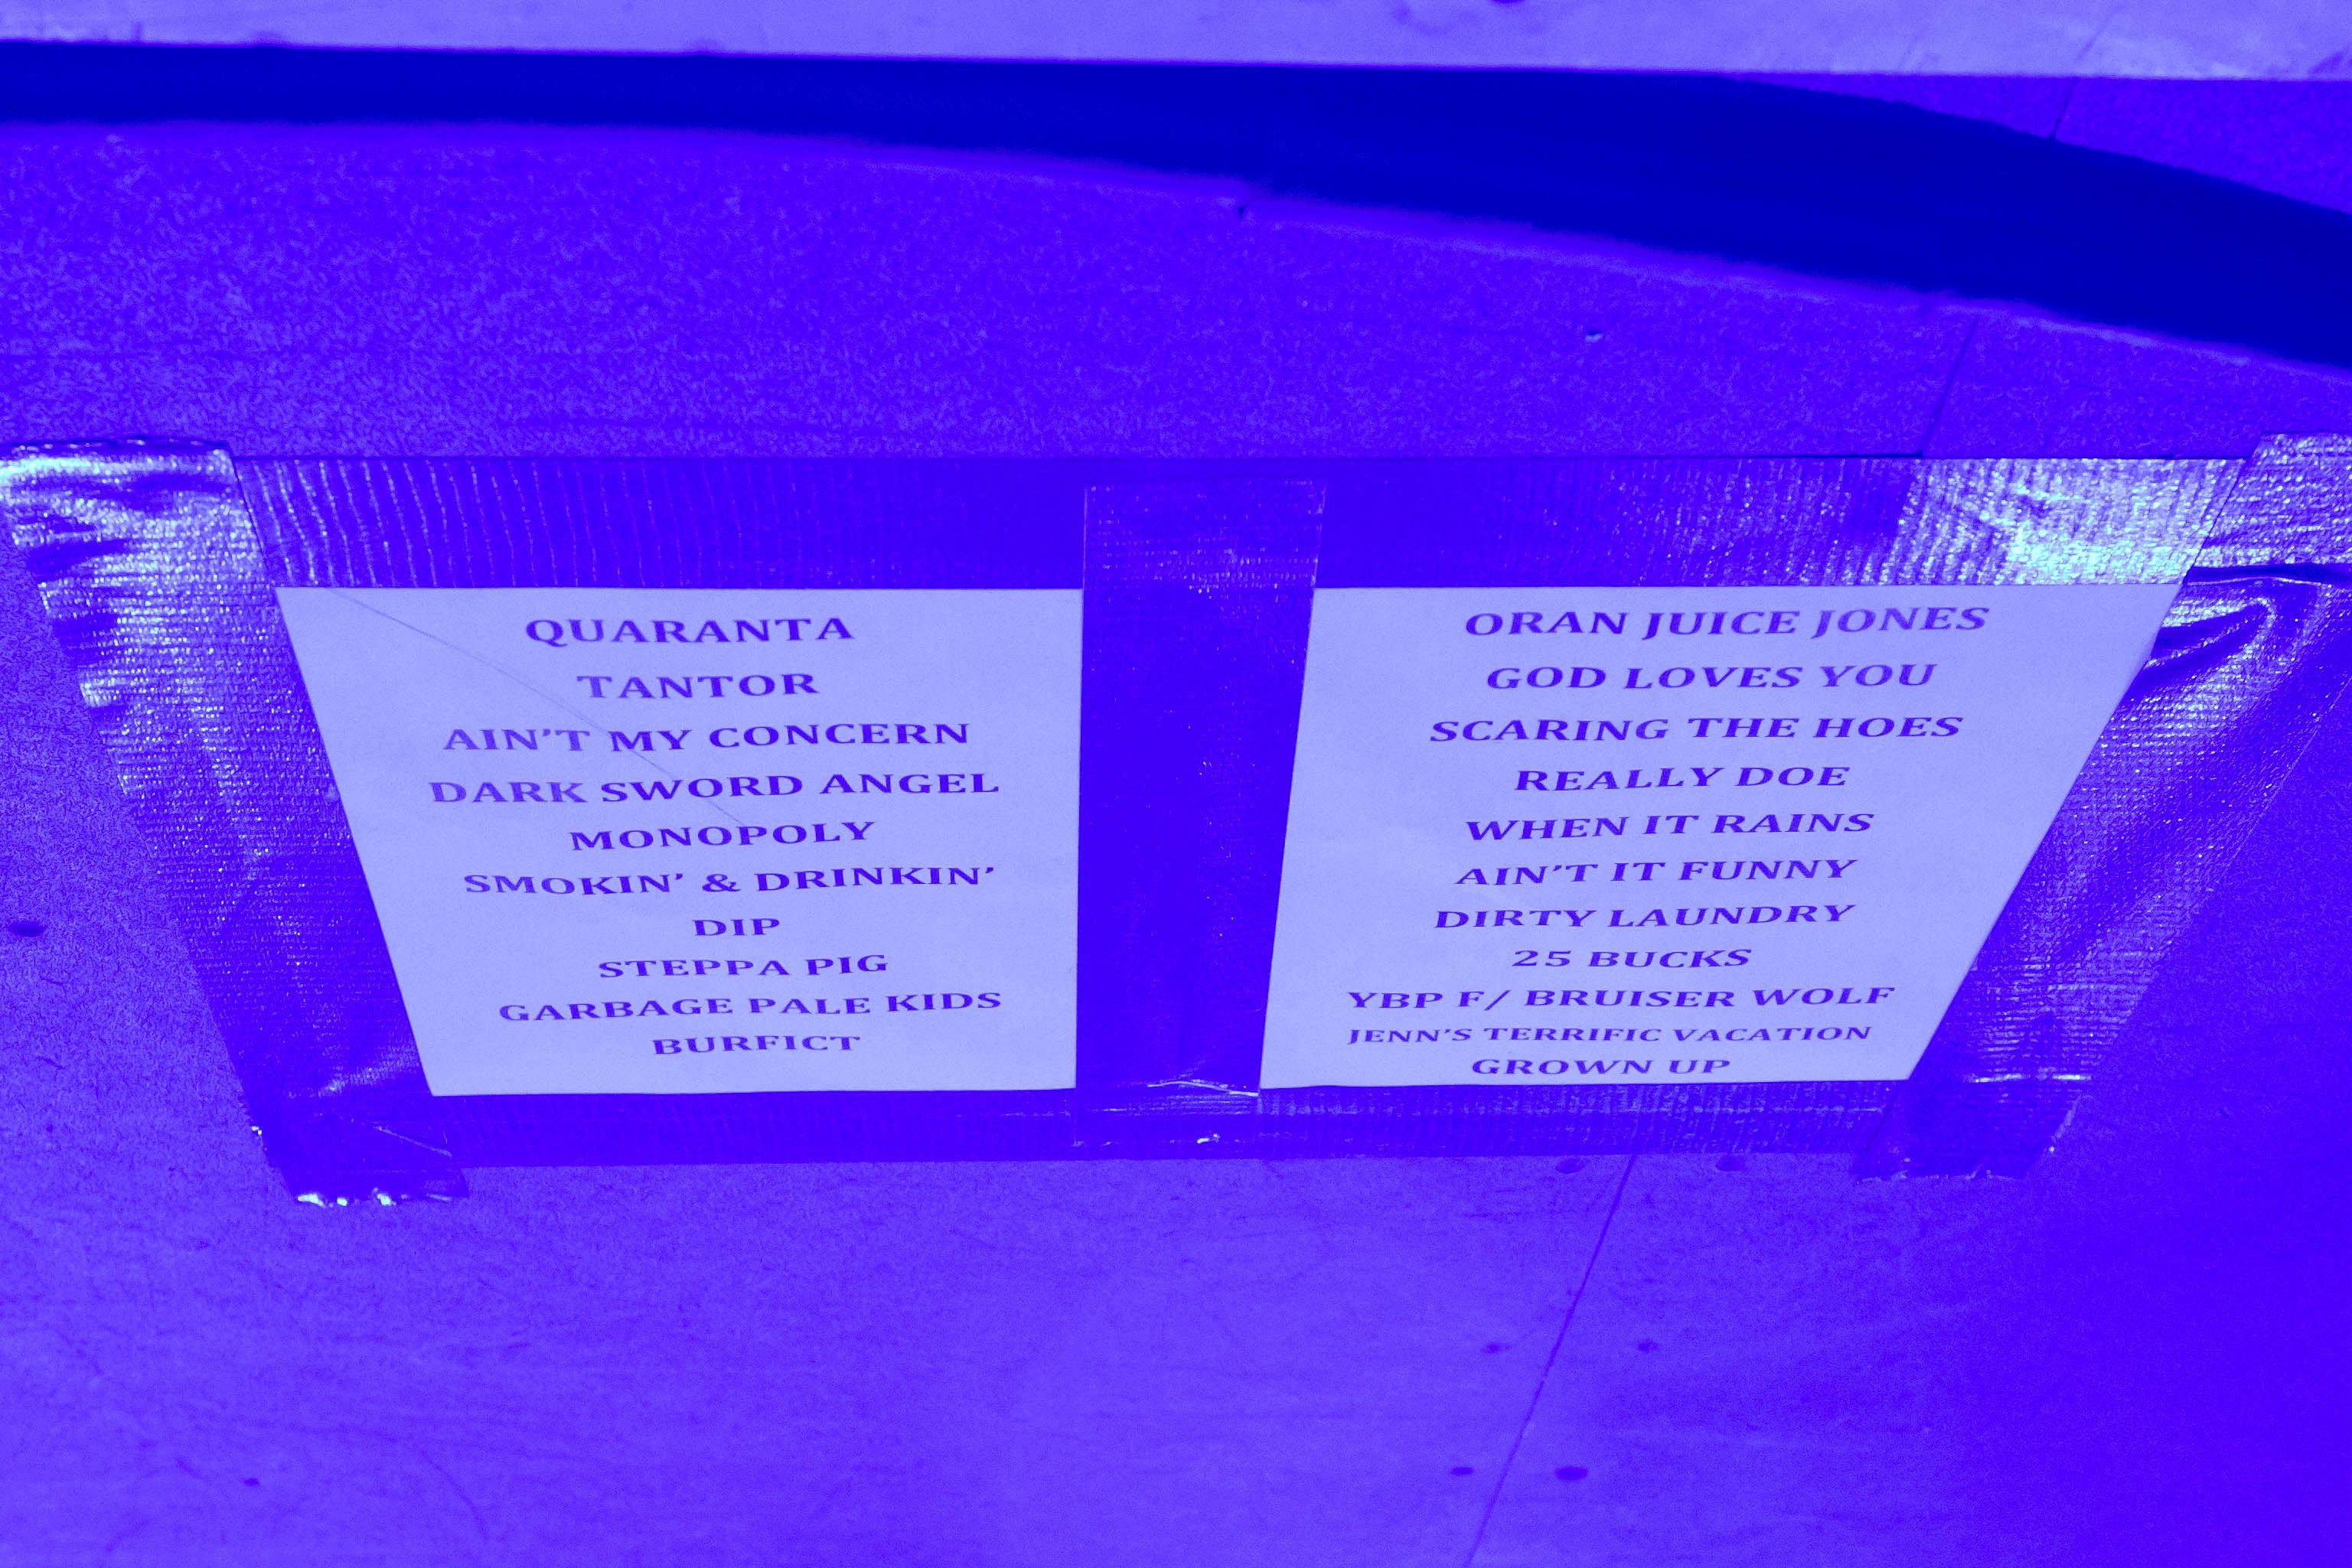 QUARANTA
TANTOR
AIN'T MY CONCERN
DARK SWORD ANGEL
MONOPOLY
SMOKIN' & DRINKIN'
DIP
STEPPA PIG
GARBAGE PALE KIDS
BURFICT
ORAN JUICE JONES
GOD LOVES YOU
SCARING THE HOES
REALLY DOE
WHEN IT RAINS
AIN'T IT FUNNY
DIRTY LAUNDRY
25 BUCKS
YBP F/ BRUISER WOLF
JENN'S TERRIFIC VACATION
GROWN UP